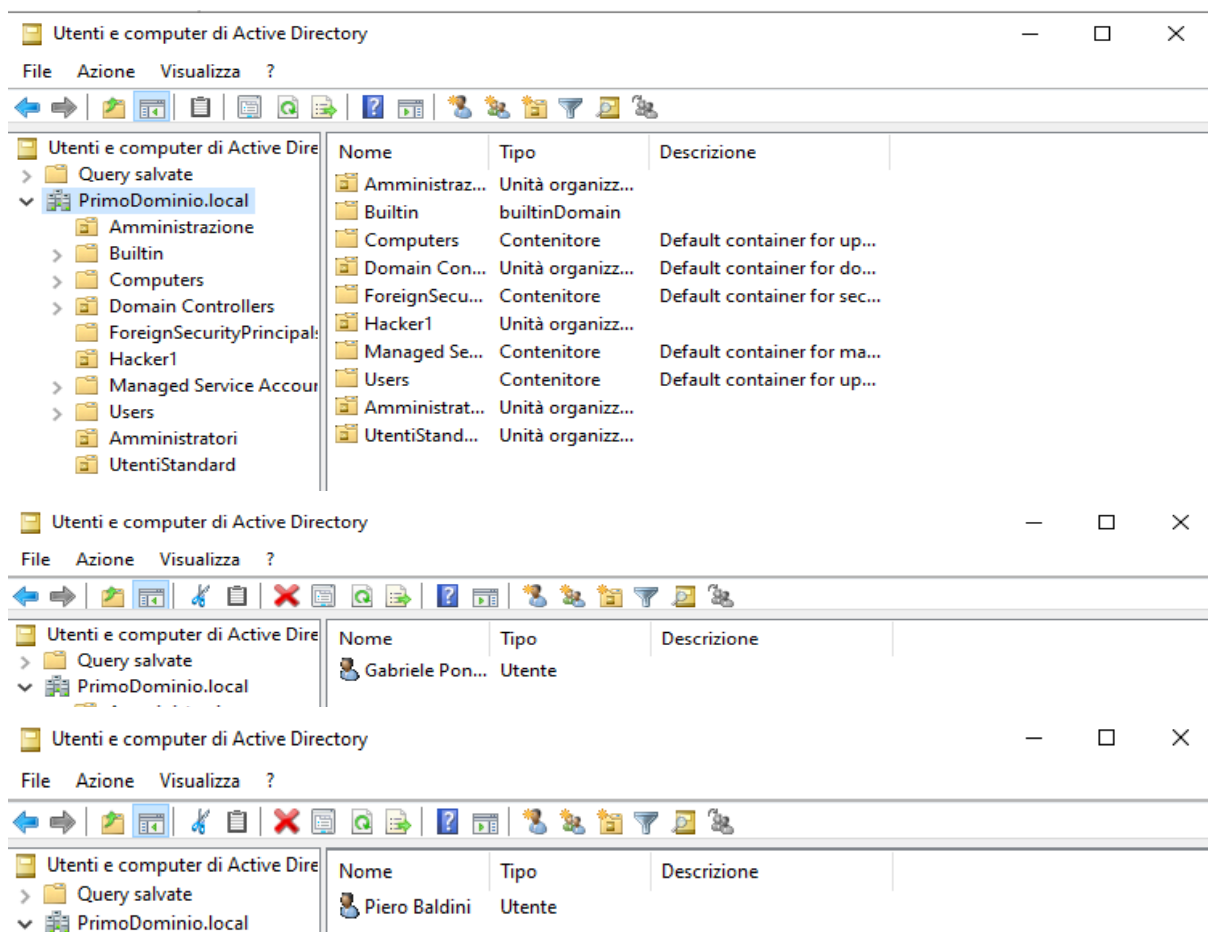 Utenti e computer di Active Directory
File Azione Visualizza ?
Utenti e computer di Active Dire
Query salvate
PrimoDominio.local
Amministrazione
Builtin
Computers
Domain Controllers
ForeignSecurityPrincipals
Hacker1
Managed Service Accour
Users
Amministratori
UtentiStandard
Nome Tipo Descrizione
Amministraz... Unità organizz...
Builtin builtinDomain
Computers Contenitore Default container for up...
Domain Con... Unità organizz... Default container for do...
ForeignSecu... Contenitore Default container for sec...
Hacker1 Unità organizz...
Managed Se... Contenitore Default container for ma...
Users Contenitore Default container for up...
Amministrat... Unità organizz...
UtentiStand... Unità organizz...
Utenti e computer di Active Directory
File Azione Visualizza ?
Utenti e computer di Active Dire
Query salvate
PrimoDominio.local
Nome Tipo Descrizione
Gabriele Pon... Utente
Utenti e computer di Active Directory
File Azione Visualizza ?
Utenti e computer di Active Dire
Query salvate
PrimoDominio.local
Nome Tipo Descrizione
Piero Baldini Utente